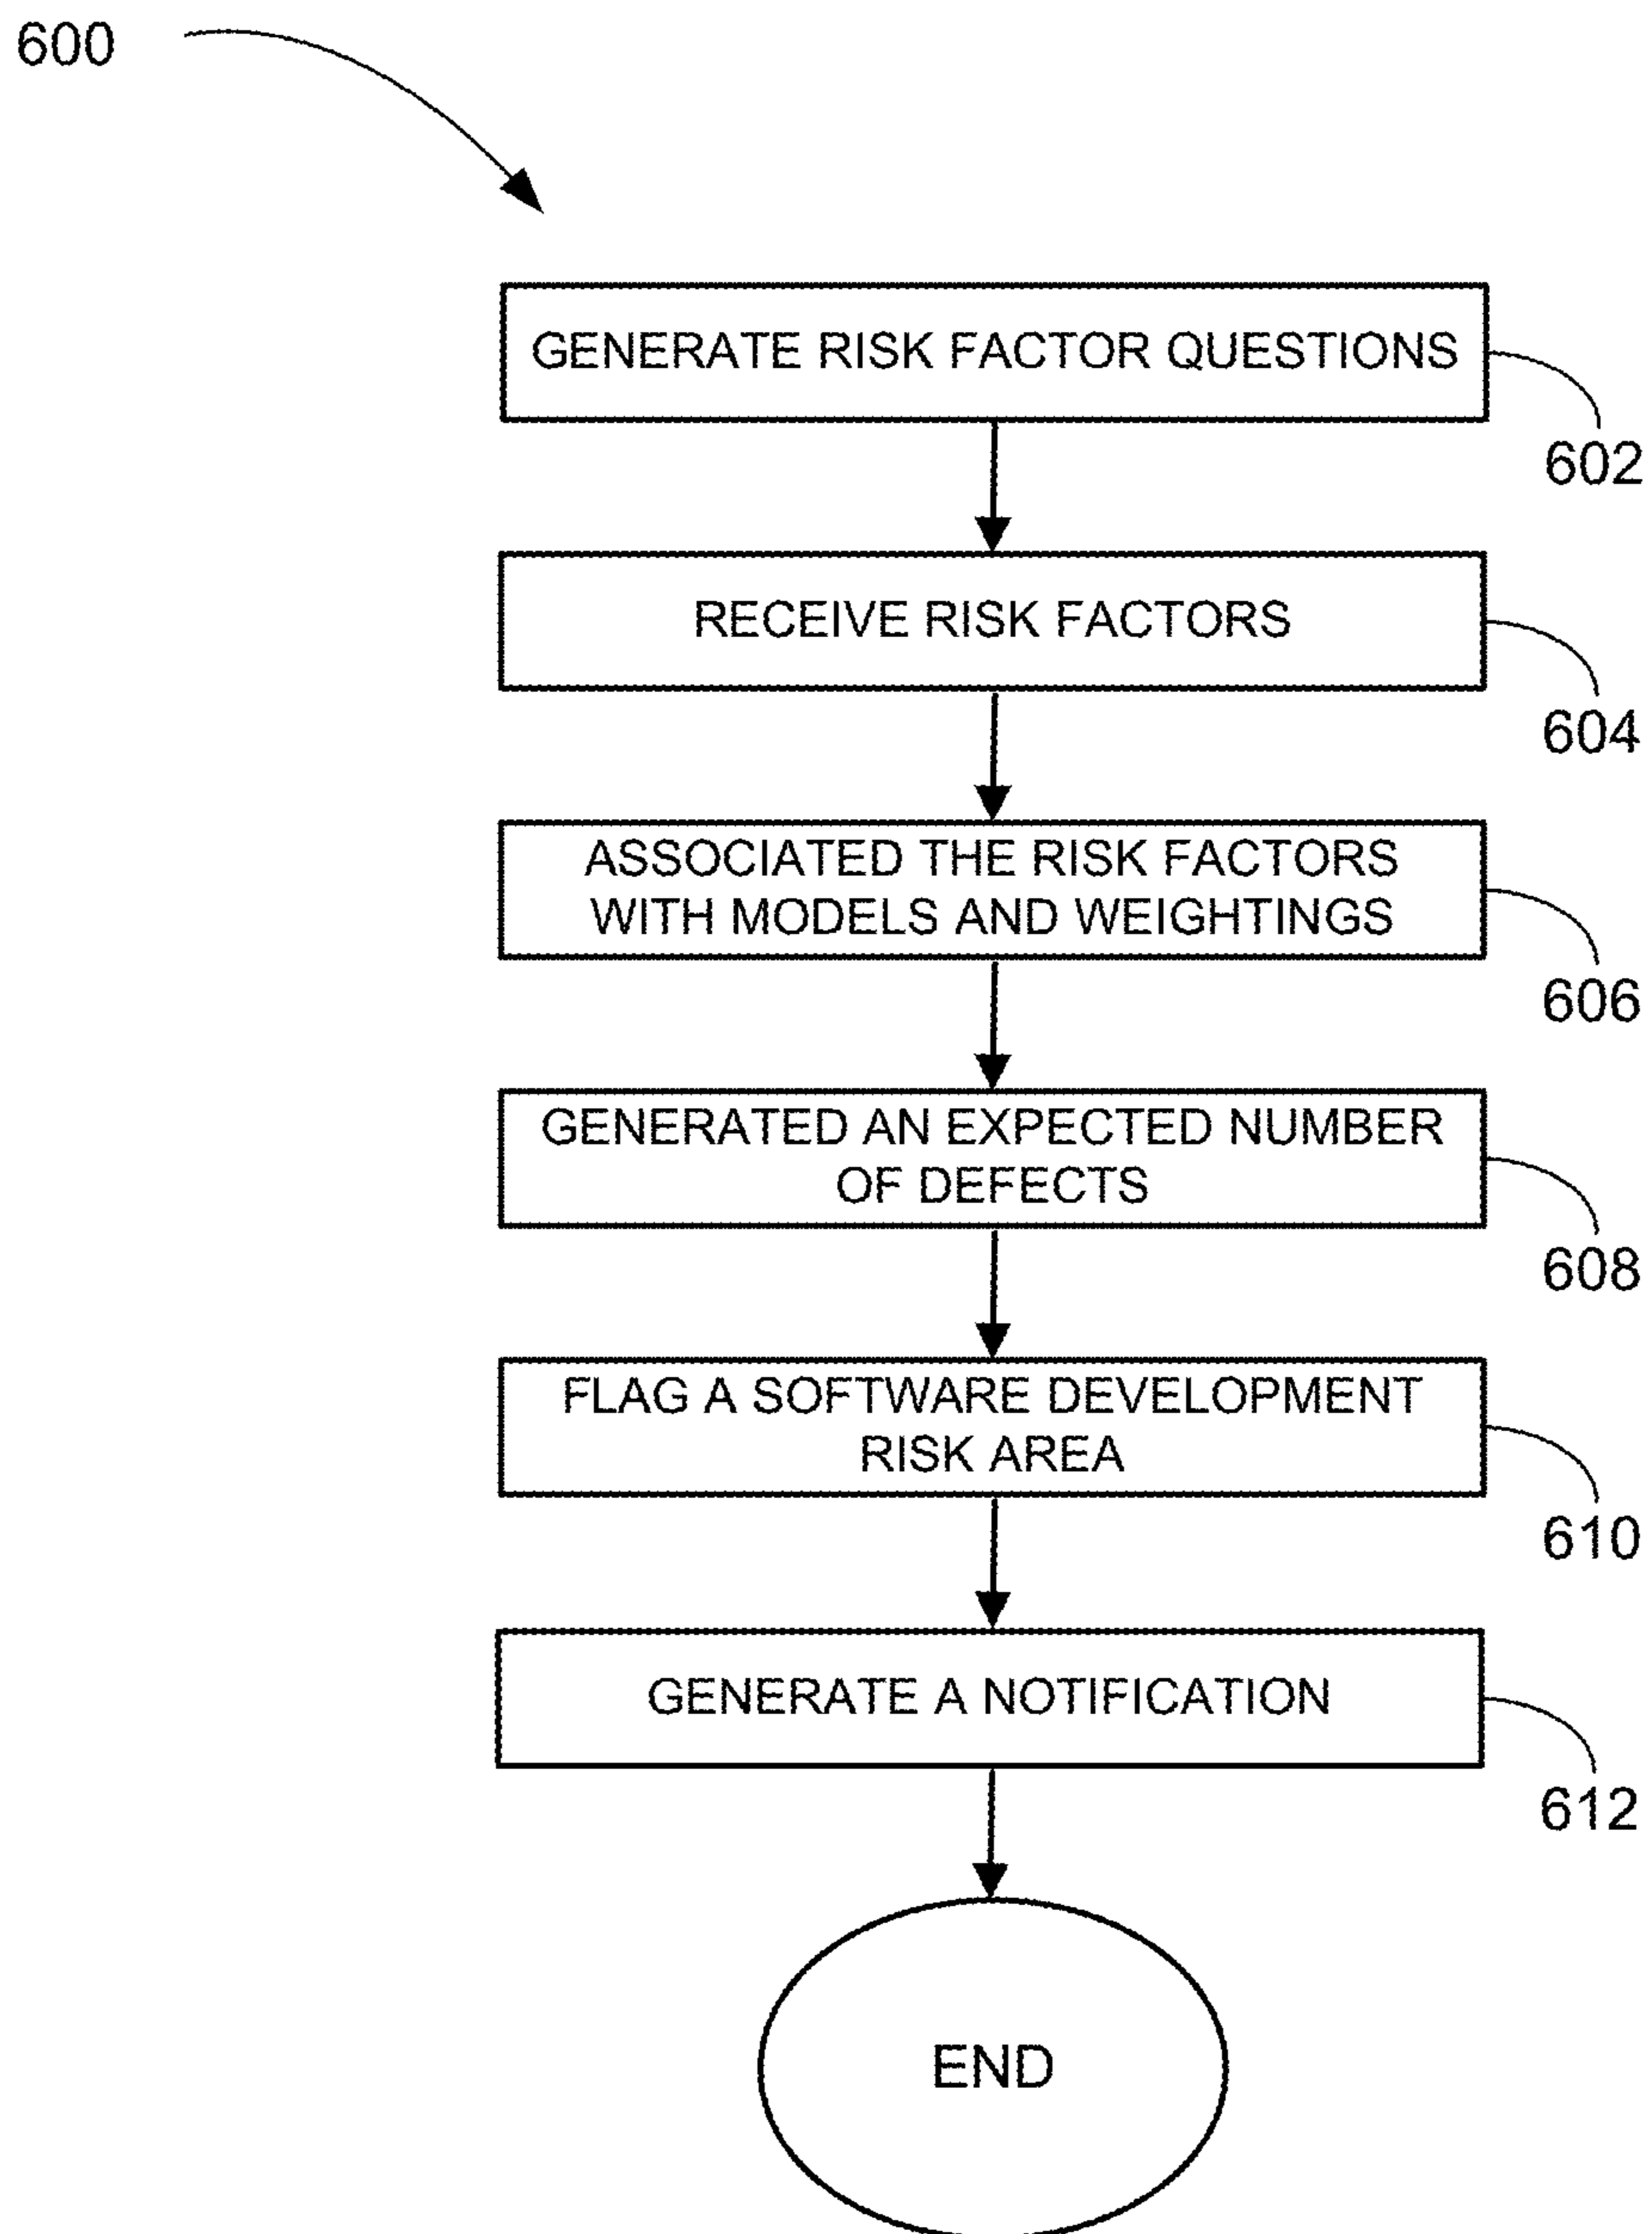 600
GENERATE RISK FACTOR QUESTIONS
602
RECEIVE RISK FACTORS
604
ASSOCIATED THE RISK FACTORS
WITH MODELS AND WEIGHTINGS
606
GENERATED AN EXPECTED NUMBER
OF DEFECTS
608
FLAG A SOFTWARE DEVELOPMENT
RISK AREA
610
GENERATE A NOTIFICATION
612
END